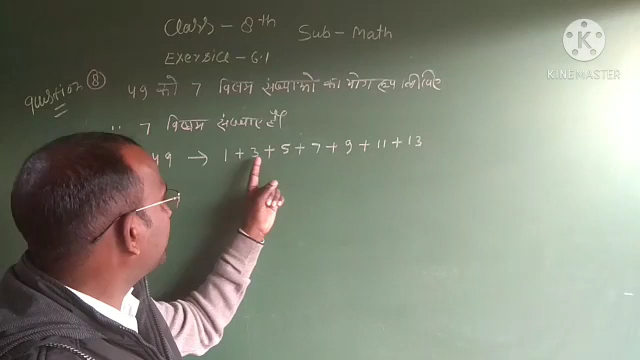 Class - 8th
Sub - Math
Exersice - 6.1
Question 8 49 को 7 विषम संख्याओ का योग रूप लीखिए
∵ 7 विषम संख्याए हैं।
49 → 1 + 3 + 5 + 7 + 9 + 11 + 13
KINEMASTER